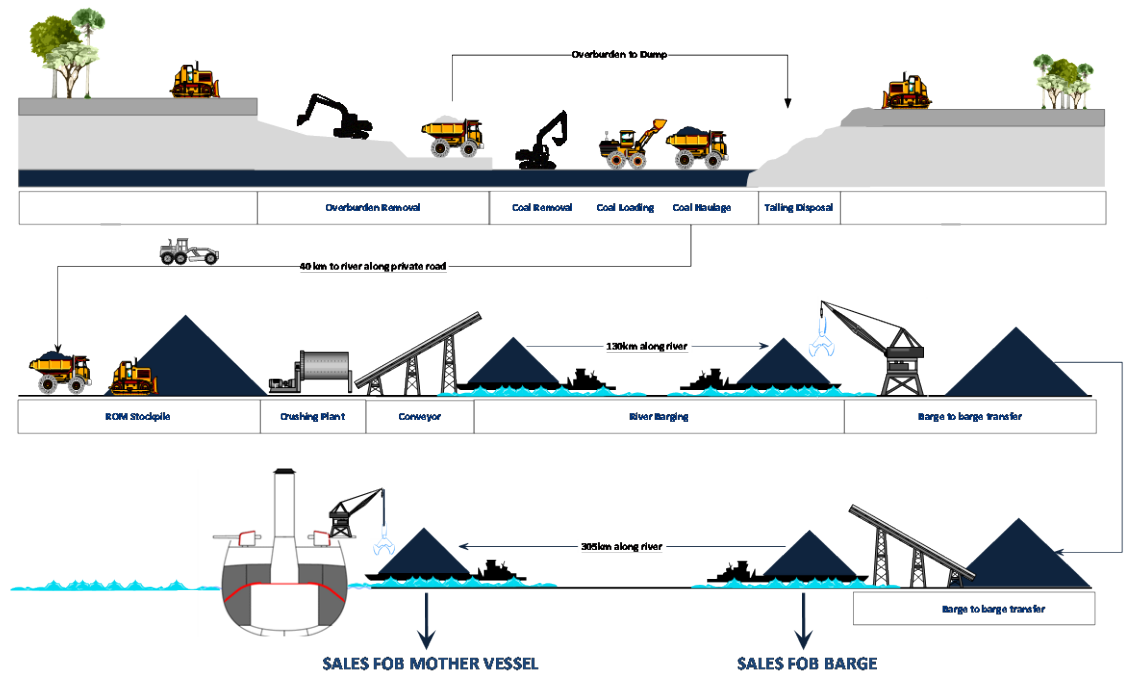 Overburden to Dump
Overburden Removal
Coal Removal
Coal Loading
Coal Haulage
Tailing Disposal
40 km to river along private road
130km along river
ROM Stockpile
Crushing Plant
Conveyor
River Barging
Barge to barge transfer
305km along river
Barge to barge transfer
SALES FOB MOTHER VESSEL
SALES FOB BARGE